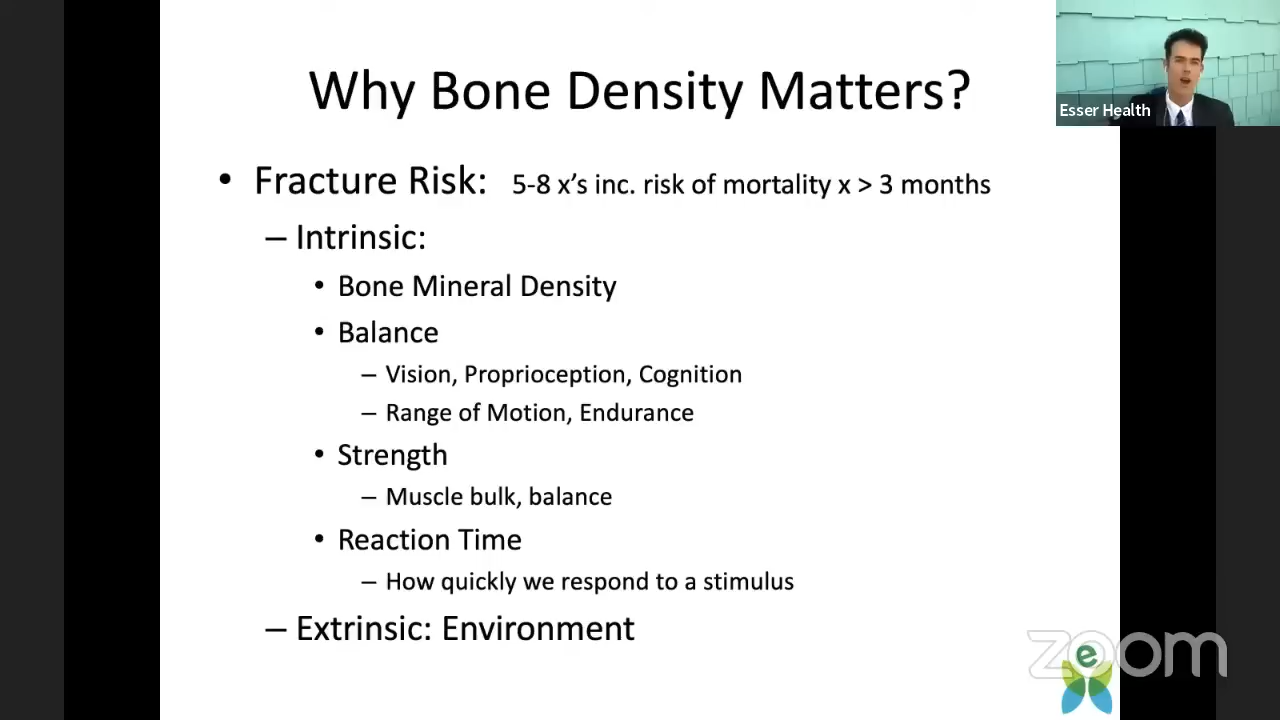 Why Bone Density Matters?
Esser Health
• Fracture Risk: 5-8 x’s inc. risk of mortality x > 3 months
– Intrinsic:
• Bone Mineral Density
• Balance
– Vision, Proprioception, Cognition
– Range of Motion, Endurance
• Strength
– Muscle bulk, balance
• Reaction Time
– How quickly we respond to a stimulus
– Extrinsic: Environment
zoom
e